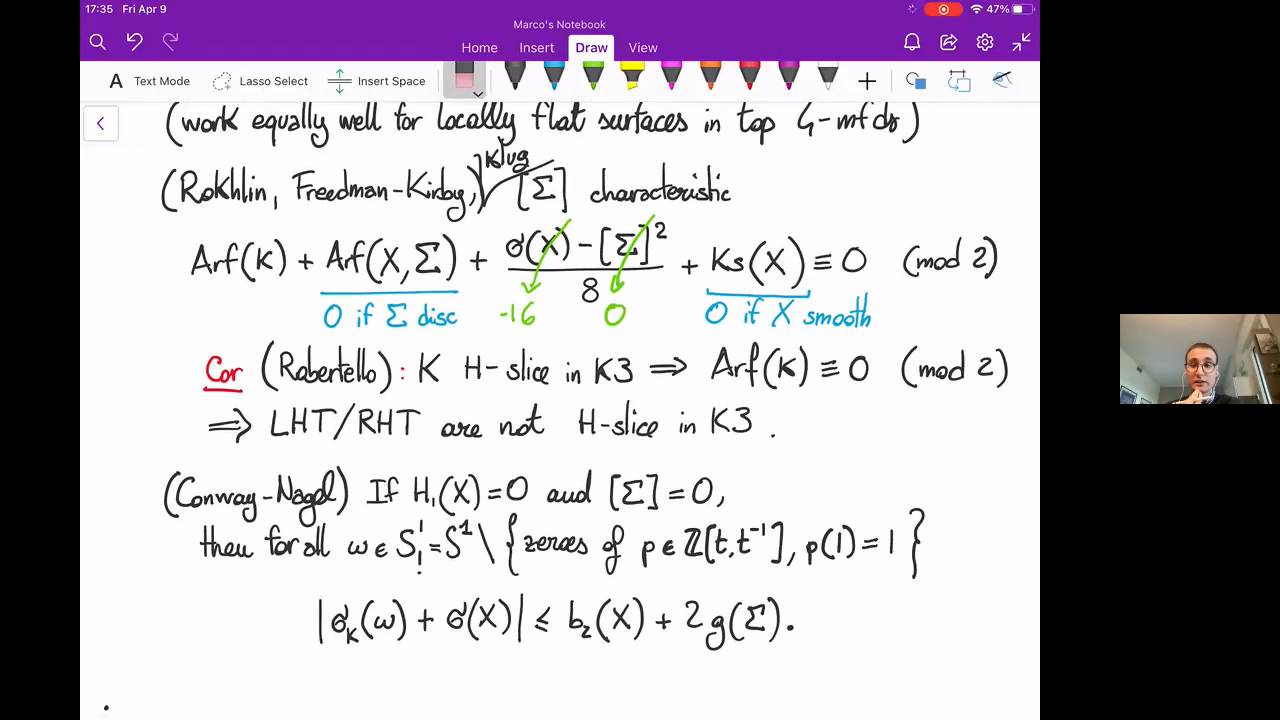 17:35 Fri Apr 9 47%
Marco's Notebook
Home Insert Draw View
A Text Mode Lasso Select Insert Space
(work equally well for locally flat surfaces in top 4-mfds)
(Rokhlin, Freedman-Kirby, Klug) [Σ] characteristic
Arf(K) + Arf(X, Σ) + (σ(X) - [Σ]²)/8 + Ks(X) ≡ 0 (mod 2)
0 if Σ disc -16 0 0 if X smooth
Cor (Robertello): K H-slice in K3 ⟹ Arf(K) ≡ 0 (mod 2)
⟹ LHT/RHT are not H-slice in K3.
(Conway-Nagel) If H₁(X) = 0 and [Σ] = 0,
then for all ω ∈ S¹! = S¹ \ {zeroes of p ∈ ℤ[t, t⁻¹], p(1) = 1}
|σ_K(ω) + σ(X)| ≤ b₂(X) + 2g(Σ).